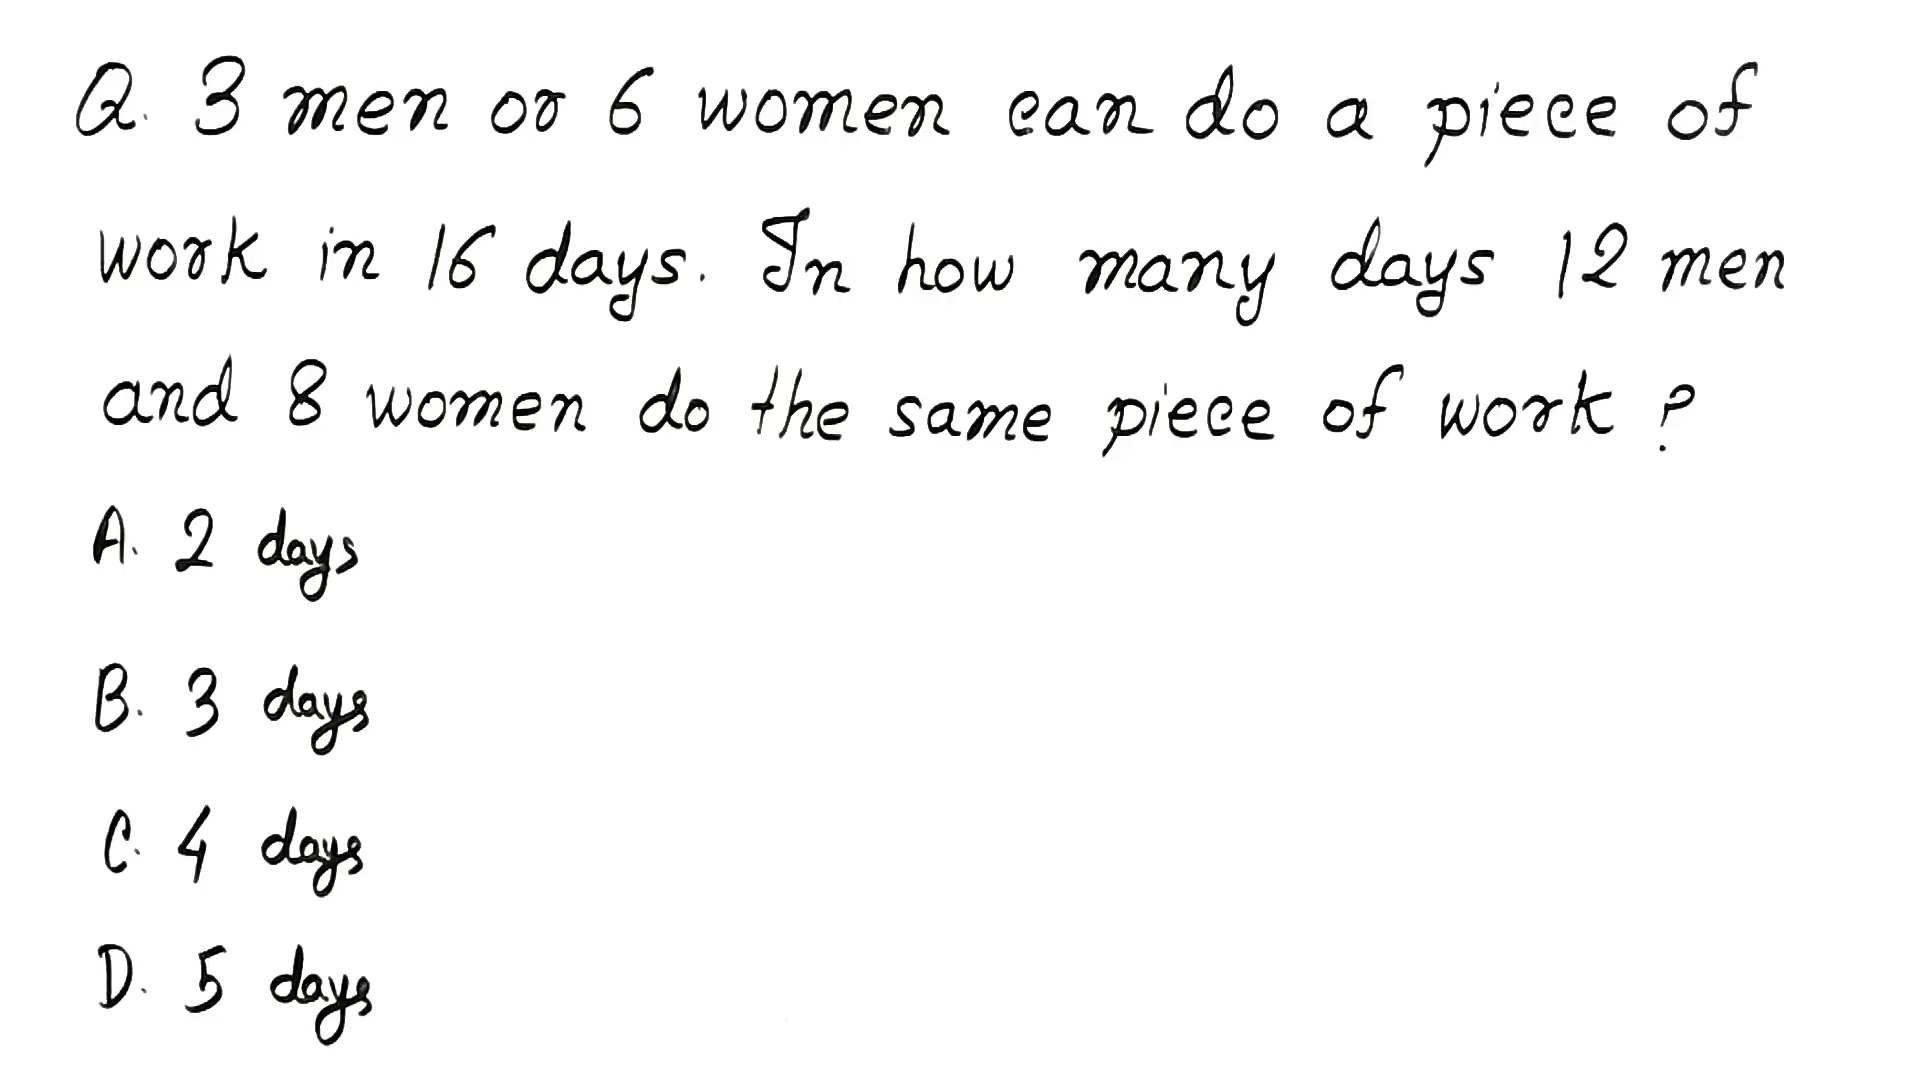 Q. 3 men or 6 women can do a piece of
work in 16 days. In how many days 12 men
and 8 women do the same piece of work ?
A. 2 days
B. 3 days
C. 4 days
D. 5 days